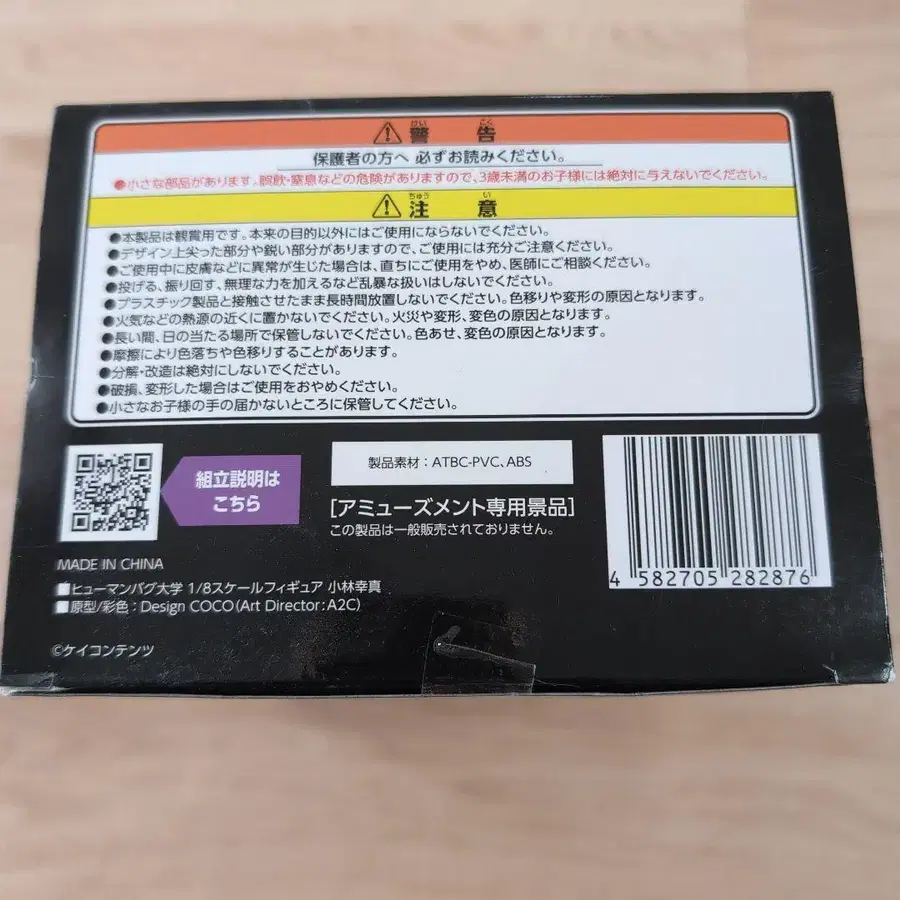 けい こく
⚠警 告
保護者の方へ 必ずお読みください。
●小さな部品があります。誤飲・窒息などの危険がありますので、3歳未満のお子様には絶対に与えないでください。
ちゅう い
⚠注 意
●本製品は観賞用です。本来の目的以外にはご使用にならないでください。
●デザイン上尖った部分や鋭い部分がありますので、ご使用には充分ご注意ください。
●ご使用中に皮膚などに異常が生じた場合は、直ちにご使用をやめ、医師にご相談ください。
●投げる、振り回す、無理な力を加えるなど乱暴な扱いはしないでください。
●プラスチック製品と接触させたまま長時間放置しないでください。色移りや変形の原因となります。
●火気などの熱源の近くに置かないでください。火災や変形、変色の原因となります。
●長い間、日の当たる場所で保管しないでください。色あせ、変色の原因となります。
●摩擦により色落ちや色移りすることがあります。
●分解・改造は絶対にしないでください。
●破損、変形した場合はご使用をおやめください。
●小さなお子様の手の届かないところに保管してください。
組立説明は
こちら
製品素材：ATBC-PVC、ABS
[アミューズメント専用景品]
この製品は一般販売されておりません。
4 582705 282876
MADE IN CHINA
■ヒューマンバグ大学 1/8スケールフィギュア 小林幸真
■原型/彩色：Design COCO(Art Director:A2C)
©ケイコンテンツ